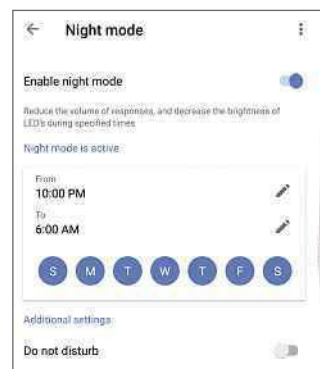 Night mode
Enable night mode
Reduce the volume of responses, and decrease the brightness of
LED's during specified times
Night mode is active
From
10:00 PM
To
6:00 AM
S M T W T F S
Additional settings
Do not disturb